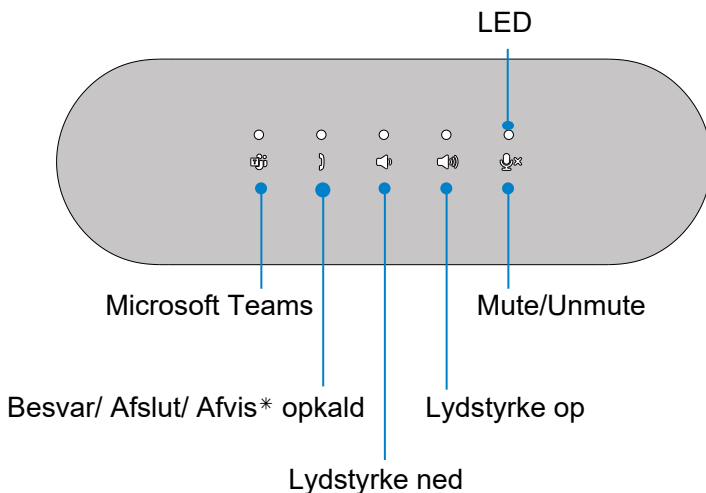 LED
Microsoft Teams
Mute/Unmute
Besvar/ Afslut/ Afvis* opkald
Lydstyrke op
Lydstyrke ned